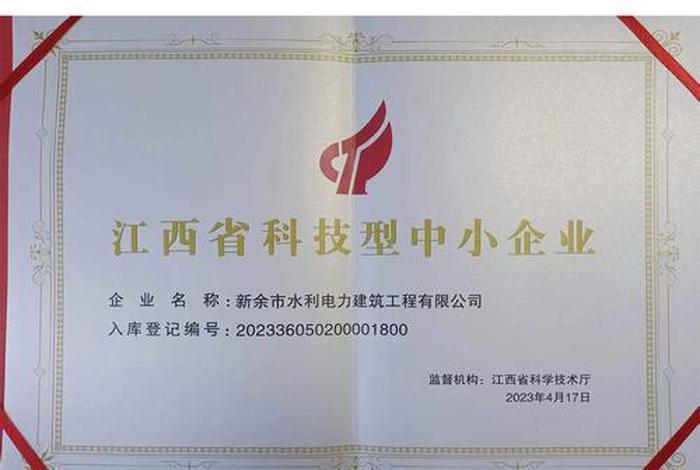 江西省科技型中小企业
企业名称：新余市水利电力建筑工程有限公司
入库登记编号：202336050200001800
监督机构：江西省科学技术厅
2023年4月17日